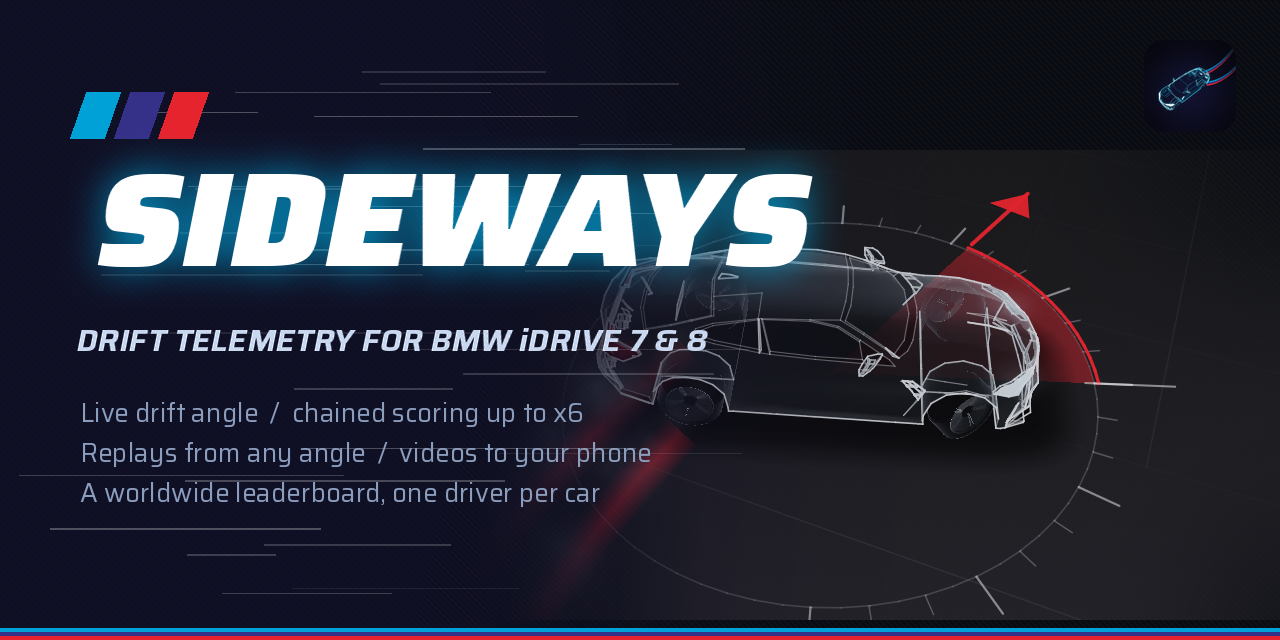 SIDEWAYS
DRIFT TELEMETRY FOR BMW iDRIVE 7 & 8
Live drift angle / chained scoring up to x6
Replays from any angle / videos to your phone
A worldwide leaderboard, one driver per car